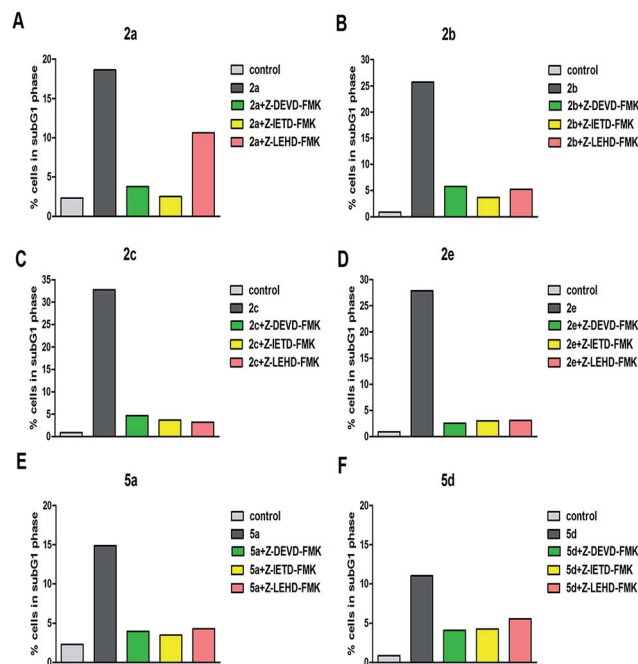 A
2a
% cells in subG1 phase
20
15
10
5
0
control
2a
2a+Z-DEVD-FMK
2a+Z-IETD-FMK
2a+Z-LEHD-FMK
B
2b
% cells in subG1 phase
30
25
20
15
10
5
0
control
2b
2b+Z-DEVD-FMK
2b+Z-IETD-FMK
2b+Z-LEHD-FMK
C
2c
% cells in subG1 phase
35
30
25
20
15
10
5
0
control
2c
2c+Z-DEVD-FMK
2c+Z-IETD-FMK
2c+Z-LEHD-FMK
D
2e
% cells in subG1 phase
30
25
20
15
10
5
0
control
2e
2e+Z-DEVD-FMK
2e+Z-IETD-FMK
2e+Z-LEHD-FMK
E
5a
% cells in subG1 phase
20
15
10
5
0
control
5a
5a+Z-DEVD-FMK
5a+Z-IETD-FMK
5a+Z-LEHD-FMK
F
5d
% cells in subG1 phase
20
15
10
5
0
control
5d
5d+Z-DEVD-FMK
5d+Z-IETD-FMK
5d+Z-LEHD-FMK